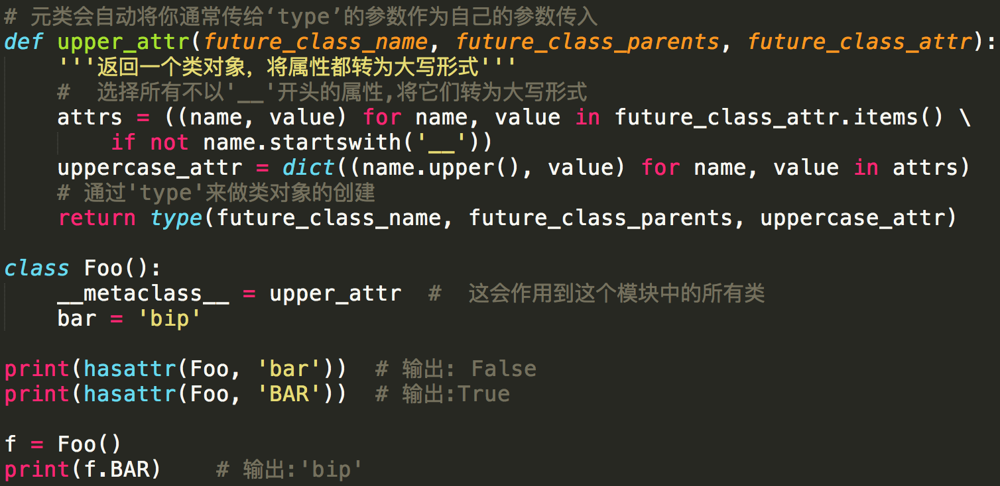 # 元类会自动将你通常传给‘type’的参数作为自己的参数传入
def upper_attr(future_class_name, future_class_parents, future_class_attr):
    '''返回一个类对象，将属性都转为大写形式'''
    #  选择所有不以'__'开头的属性,将它们转为大写形式
    attrs = ((name, value) for name, value in future_class_attr.items() \
        if not name.startswith('__'))
    uppercase_attr = dict((name.upper(), value) for name, value in attrs)
    # 通过'type'来做类对象的创建
    return type(future_class_name, future_class_parents, uppercase_attr)
class Foo():
    __metaclass__ = upper_attr  #  这会作用到这个模块中的所有类
    bar = 'bip'
print(hasattr(Foo, 'bar'))  # 输出: False
print(hasattr(Foo, 'BAR'))  # 输出:True
f = Foo()
print(f.BAR)    # 输出:'bip'